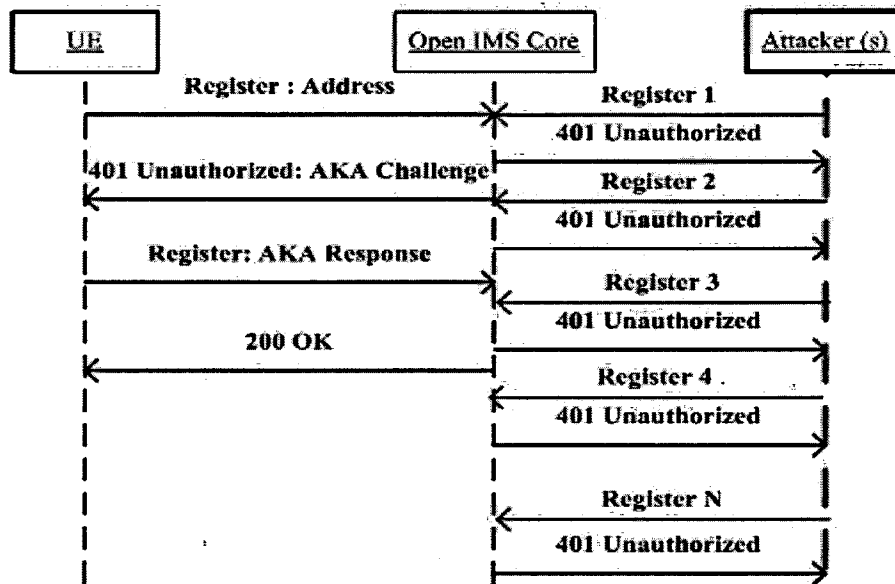 UE Open IMS Core Attacker (s)
Register : Address
Register 1
401 Unauthorized
401 Unauthorized: AKA Challenge
Register 2
401 Unauthorized
Register: AKA Response
Register 3
401 Unauthorized
200 OK
Register 4
401 Unauthorized
Register N
401 Unauthorized